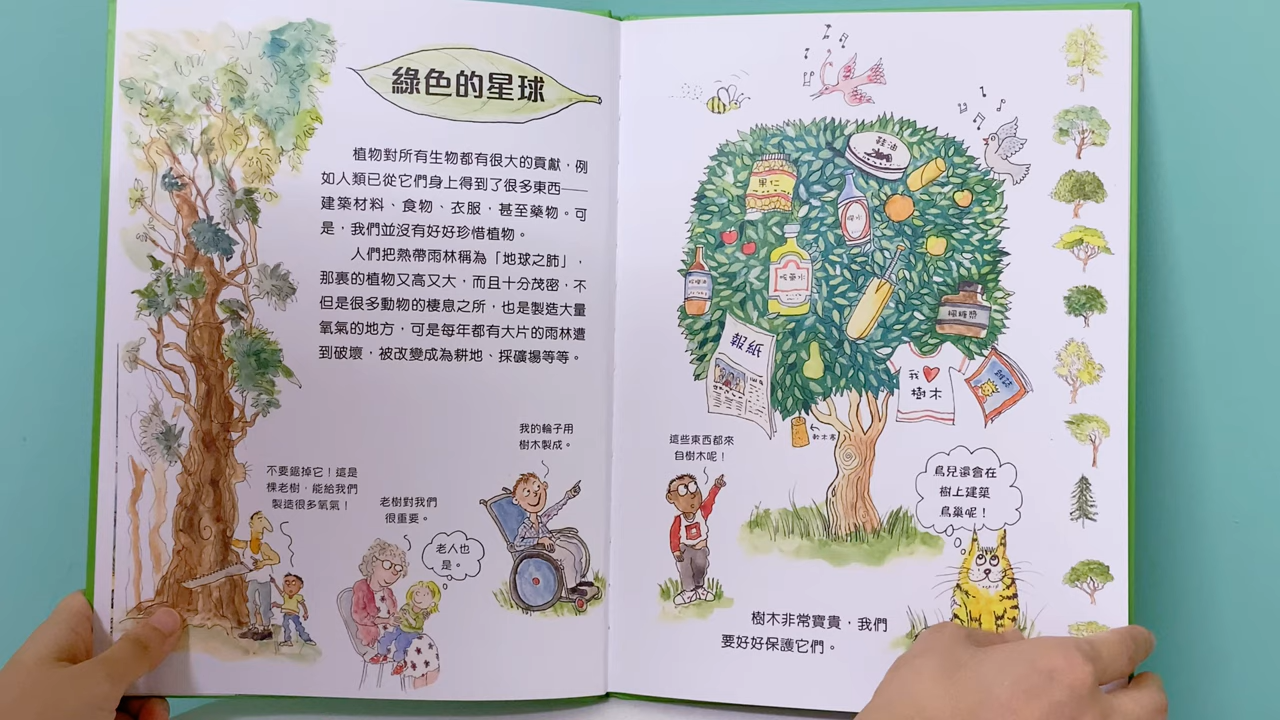 綠色的星球
植物對所有生物都有很大的貢獻，例
如人類已從它們身上得到了很多東西——
建築材料、食物、衣服，甚至藥物。可
是，我們並沒有好好珍惜植物。
人們把熱帶雨林稱為「地球之肺」，
那裏的植物又高又大，而且十分茂密，不
但是很多動物的棲息之所，也是製造大量
氧氣的地方，可是每年都有大片的雨林遭
到破壞，被改變成為耕地、採礦場等等。
不要鋸掉它！這是
棵老樹，能給我們
製造很多氧氣！
老樹對我們
很重要。
老人也
是。
我的輪子用
樹木製成。
鞋油
果仁
報紙
我
樹木
雜誌
這些東西都來
自樹木呢！
鳥兒還會在
樹上建築
鳥巢呢！
樹木非常寶貴，我們
要好好保護它們。